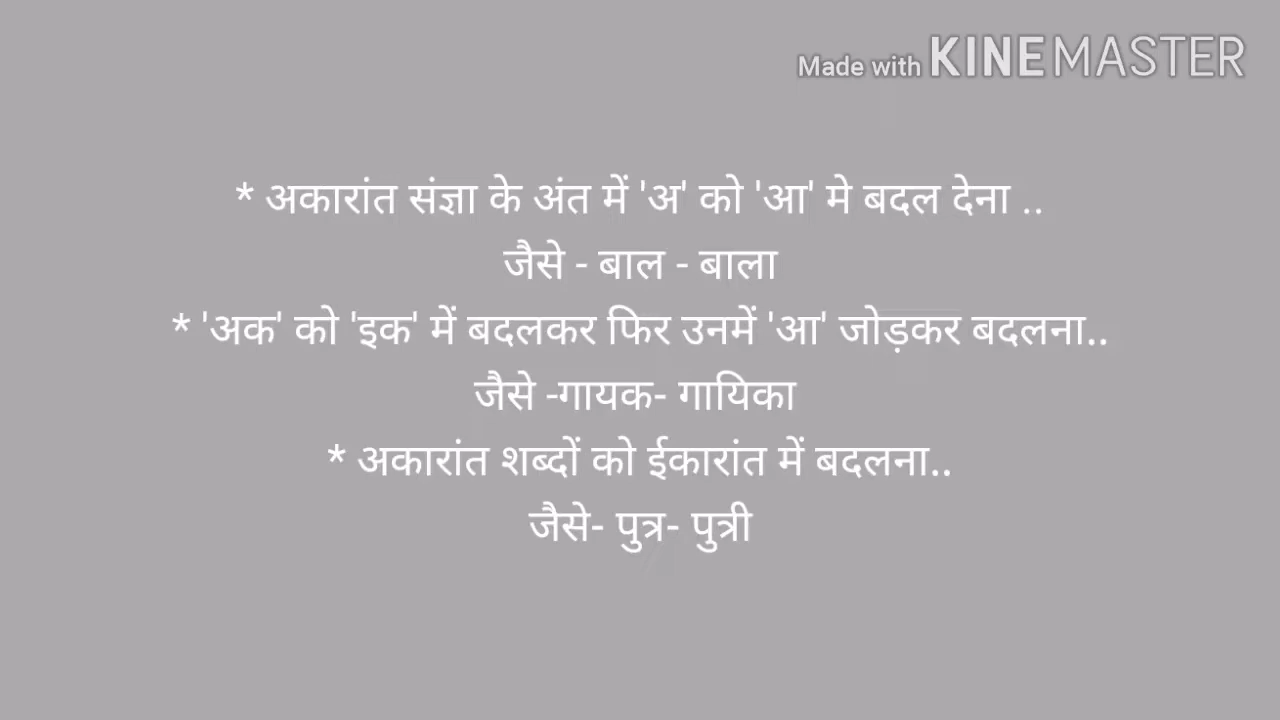 Made with KINEMASTER
* अकारांत संज्ञा के अंत में 'अ' को 'आ' मे बदल देना ..
जैसे - बाल - बाला
* 'अक' को 'इक' में बदलकर फिर उनमें 'आ' जोड़कर बदलना..
जैसे -गायक- गायिका
* अकारांत शब्दों को ईकारांत में बदलना..
जैसे- पुत्र- पुत्री